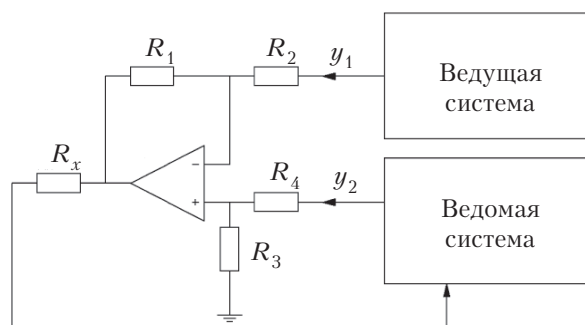 R1
R2
y1
Ведущая
система
Rx
-
+
R4
y2
Ведомая
система
R3